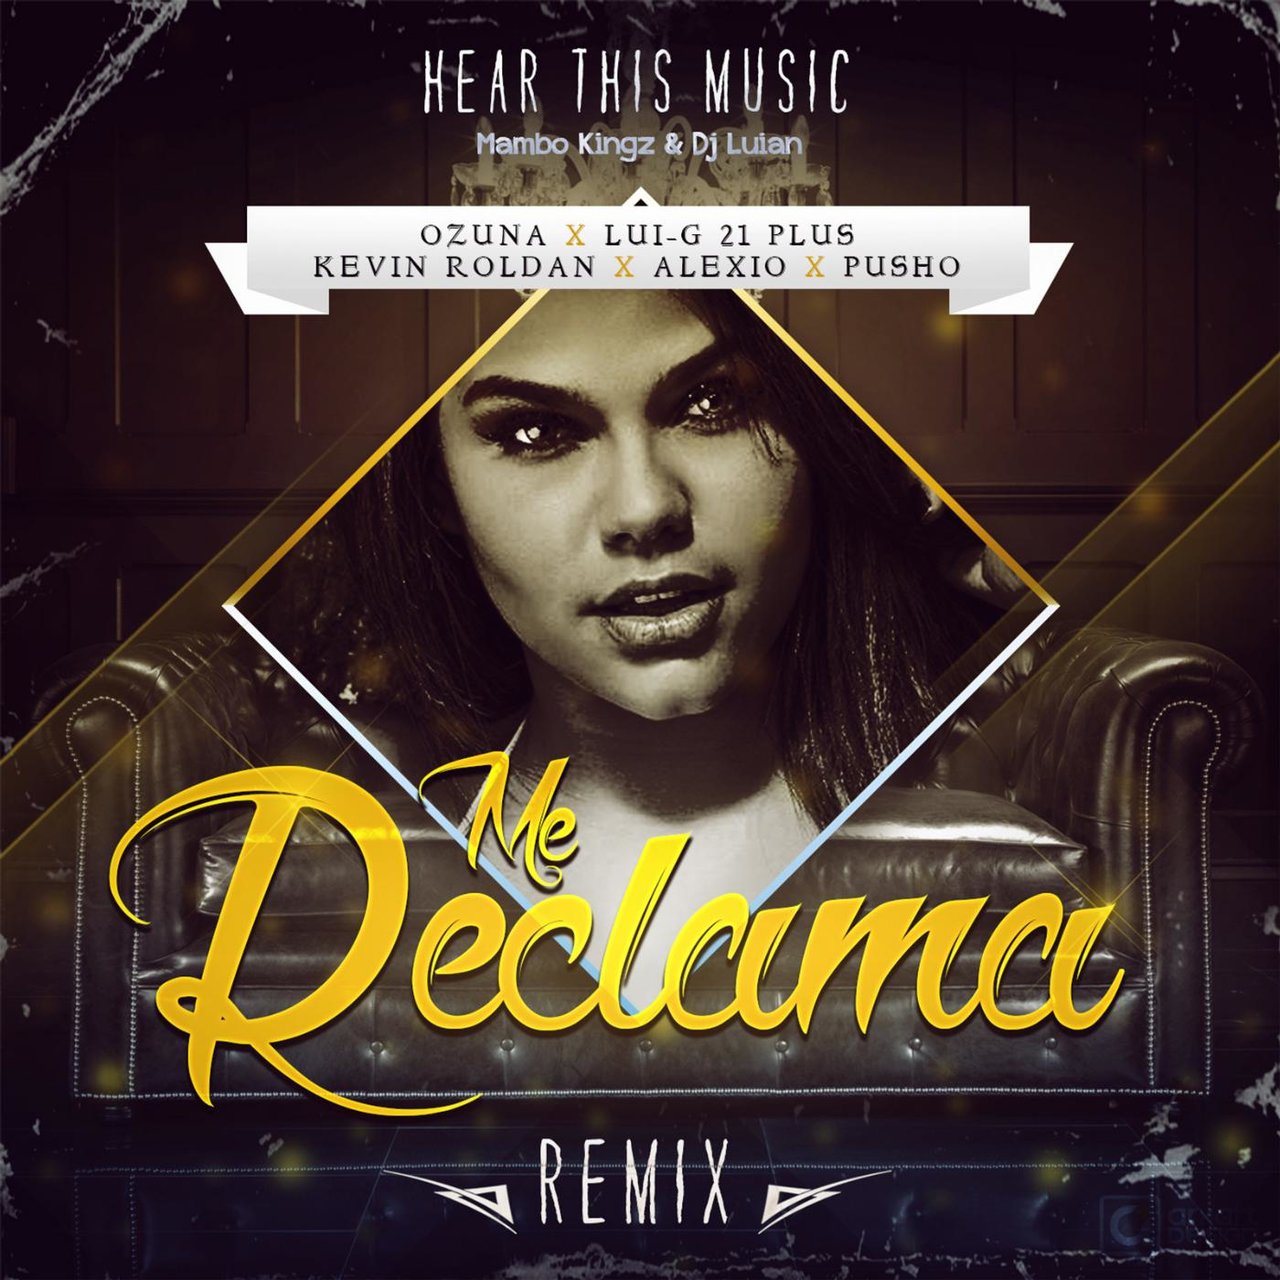 HEAR THIS MUSIC
Mambo Kingz & Dj Luian
OZUNA X LUI-G 21 PLUS
KEVIN ROLDAN X ALEXIO X PUSHO
Me
Reclama
REMIX